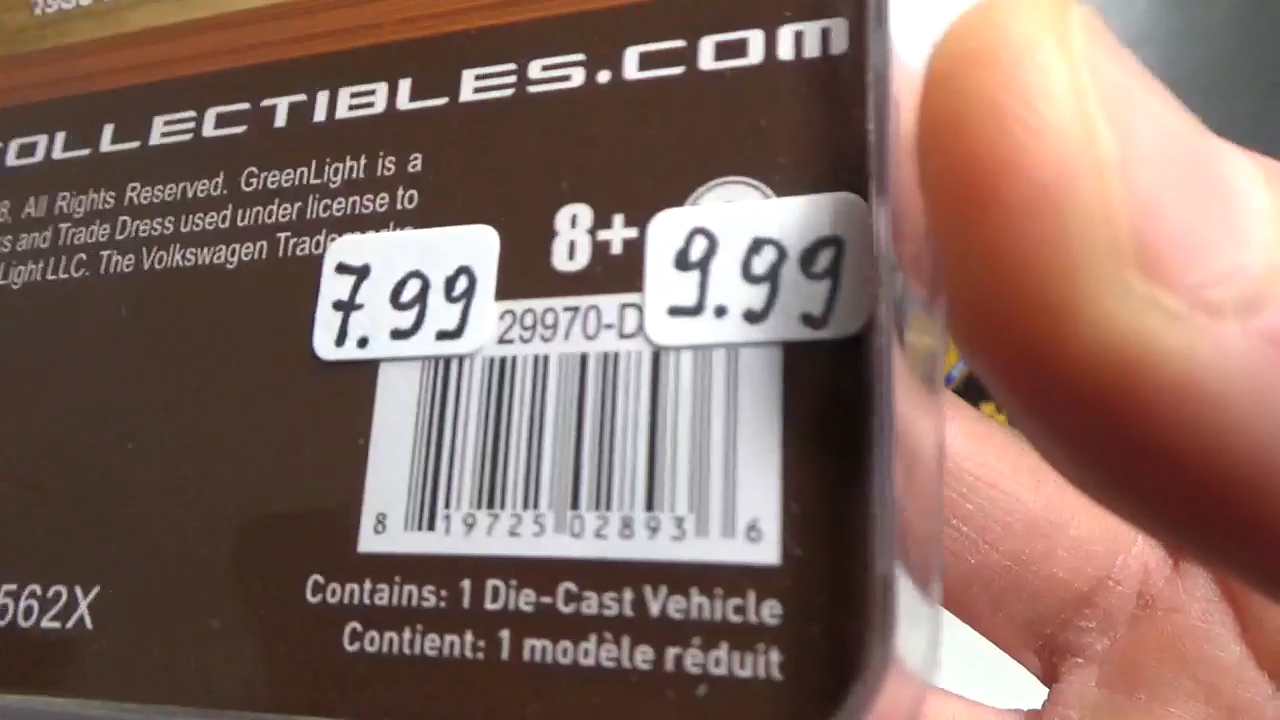 COLLECTIBLES.COM
8. All Rights Reserved. GreenLight is a
and Trade Dress used under license to
Light LLC. The Volkswagen
8+
7.99
9.99
29970-D
8 19725 02893 6
562X
Contains: 1 Die-Cast Vehicle
Contient: 1 modèle réduit